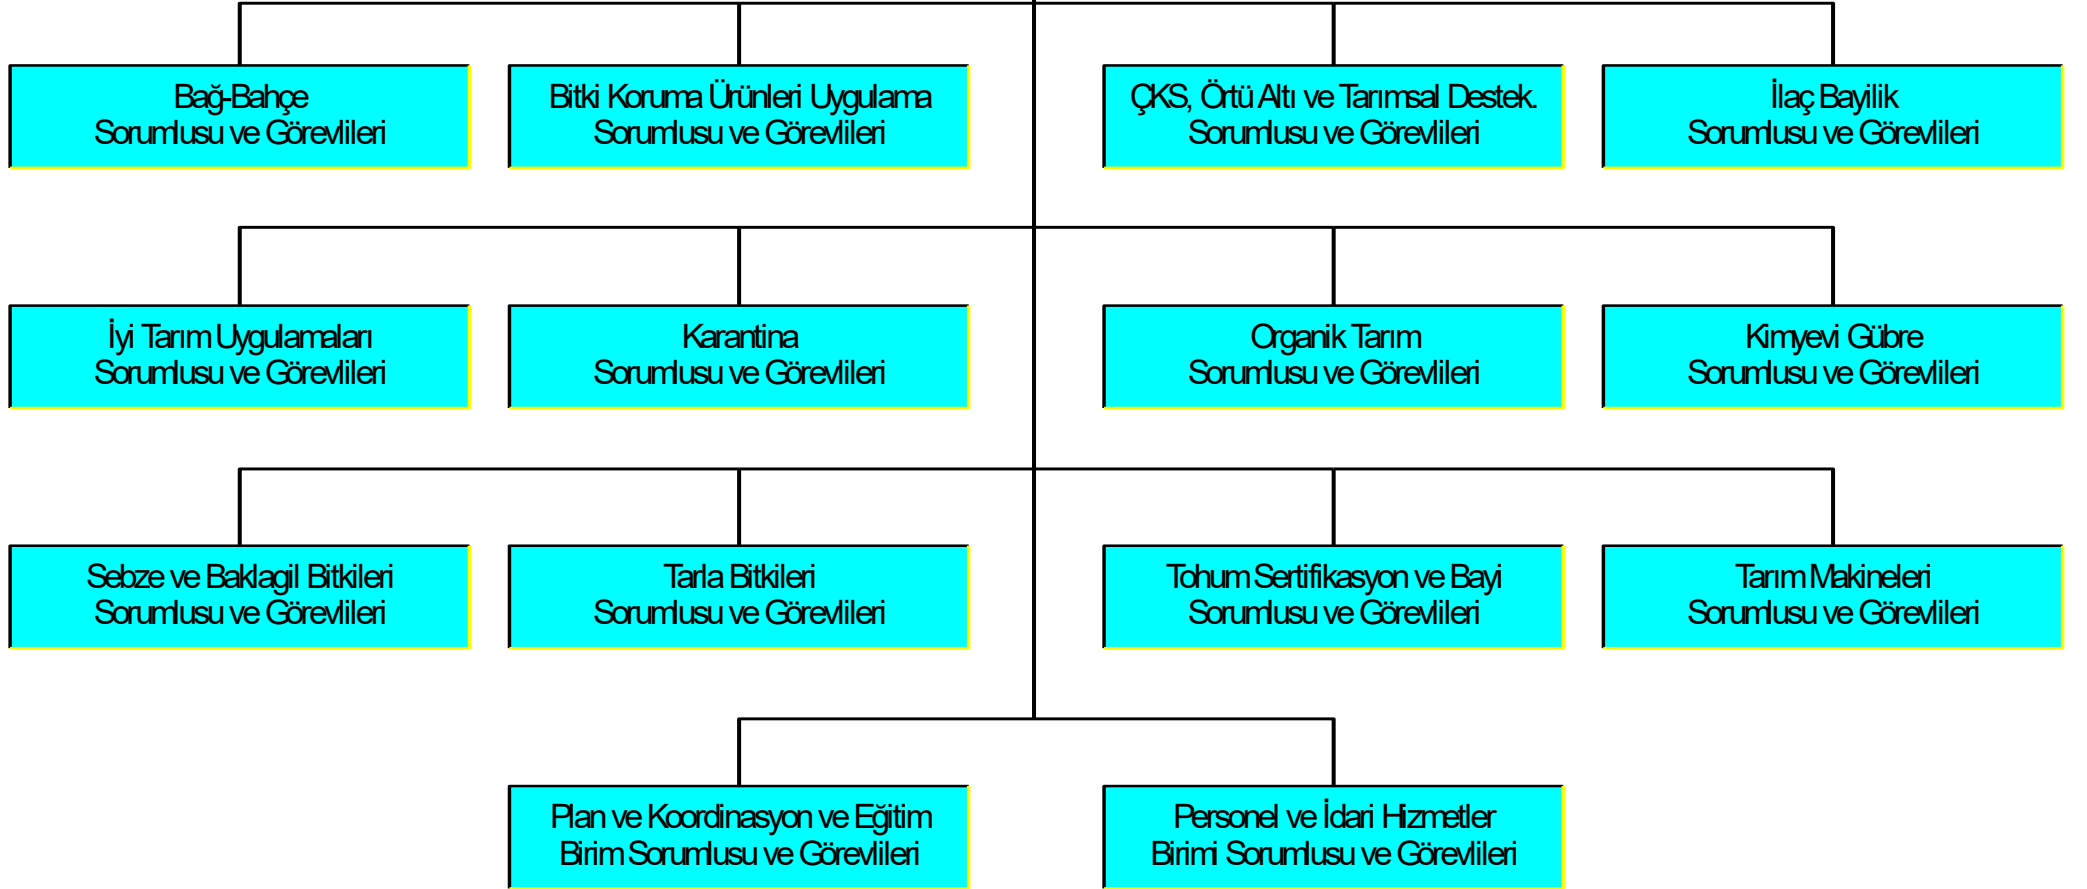 Bağ-Bahçe
Sorumlusu ve Görevlileri
Bitki Koruma Ürünleri Uygulama
Sorumlusu ve Görevlileri
ÇKS, Örtü Altı ve Tarımsal Destek.
Sorumlusu ve Görevlileri
İlaç Bayilik
Sorumlusu ve Görevlileri
İyi Tarım Uygulamaları
Sorumlusu ve Görevlileri
Karantina
Sorumlusu ve Görevlileri
Organik Tarım
Sorumlusu ve Görevlileri
Kimyevi Gübre
Sorumlusu ve Görevlileri
Sebze ve Baklagil Bitkileri
Sorumlusu ve Görevlileri
Tarla Bitkileri
Sorumlusu ve Görevlileri
Tohum Sertifikasyon ve Bayi
Sorumlusu ve Görevlileri
Tarım Makineleri
Sorumlusu ve Görevlileri
Plan ve Koordinasyon ve Eğitim
Birim Sorumlusu ve Görevlileri
Personel ve İdari Hizmetler
Birimi Sorumlusu ve Görevlileri